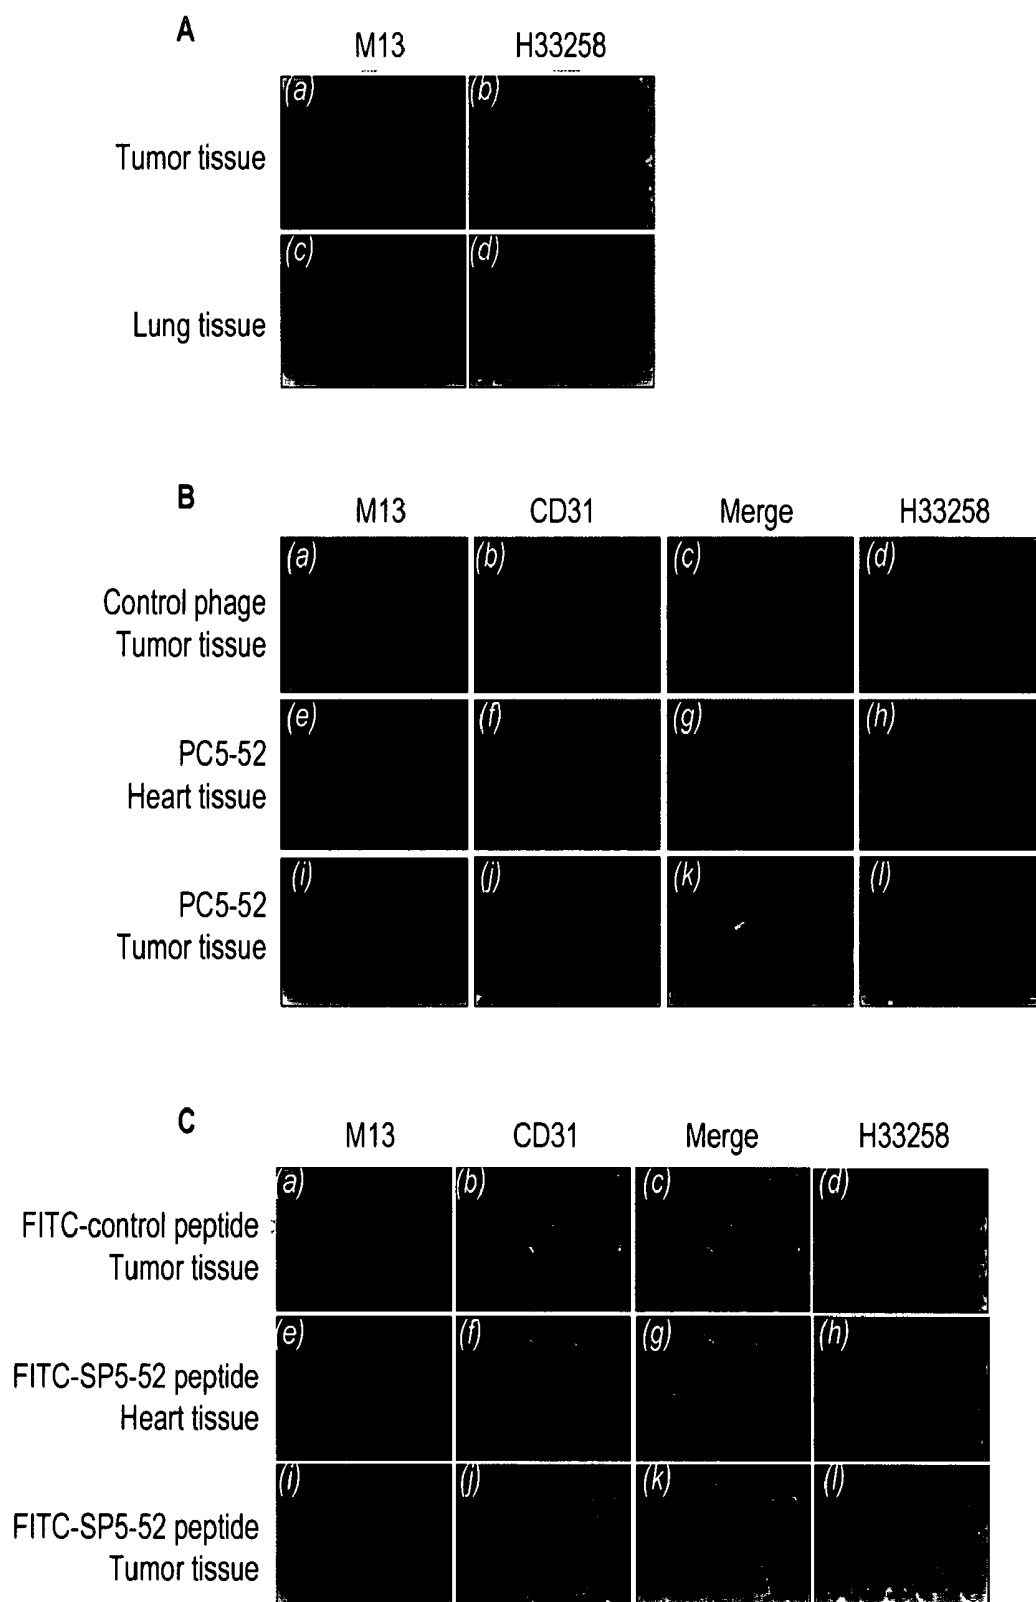 A
M13 H33258
(a) (b)
Tumor tissue
(c) (d)
Lung tissue
B
M13 CD31 Merge H33258
(a) (b) (c) (d)
Control phage
Tumor tissue
(e) (f) (g) (h)
PC5-52
Heart tissue
(i) (j) (k) (l)
PC5-52
Tumor tissue
C
M13 CD31 Merge H33258
(a) (b) (c) (d)
FITC-control peptide
Tumor tissue
(e) (f) (g) (h)
FITC-SP5-52 peptide
Heart tissue
(i) (j) (k) (l)
FITC-SP5-52 peptide
Tumor tissue